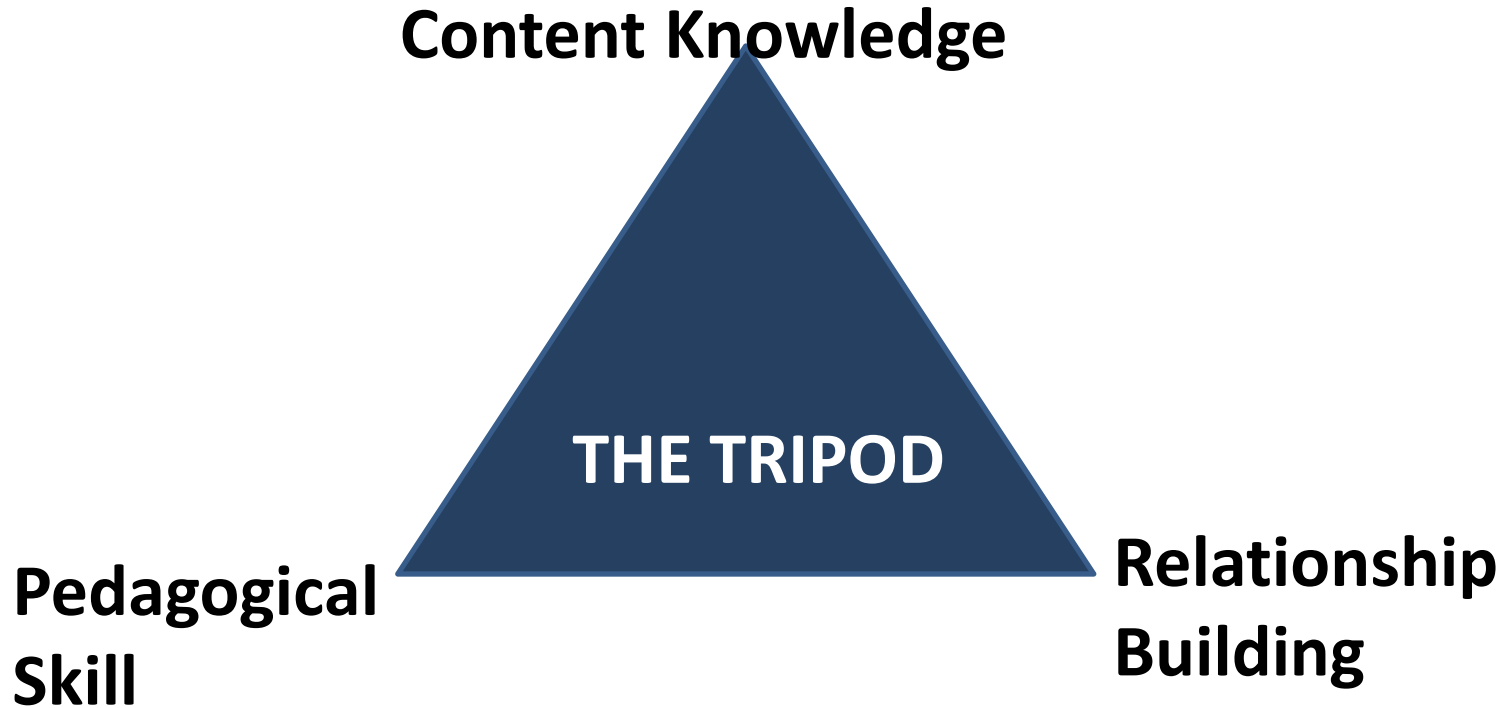 Content Knowledge
THE TRIPOD
Pedagogical
Skill
Relationship
Building